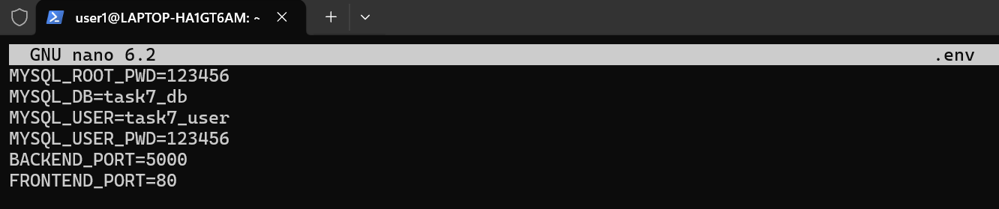 user1@LAPTOP-HA1GT6AM: ~
GNU nano 6.2 .env
MYSQL_ROOT_PWD=123456
MYSQL_DB=task7_db
MYSQL_USER=task7_user
MYSQL_USER_PWD=123456
BACKEND_PORT=5000
FRONTEND_PORT=80